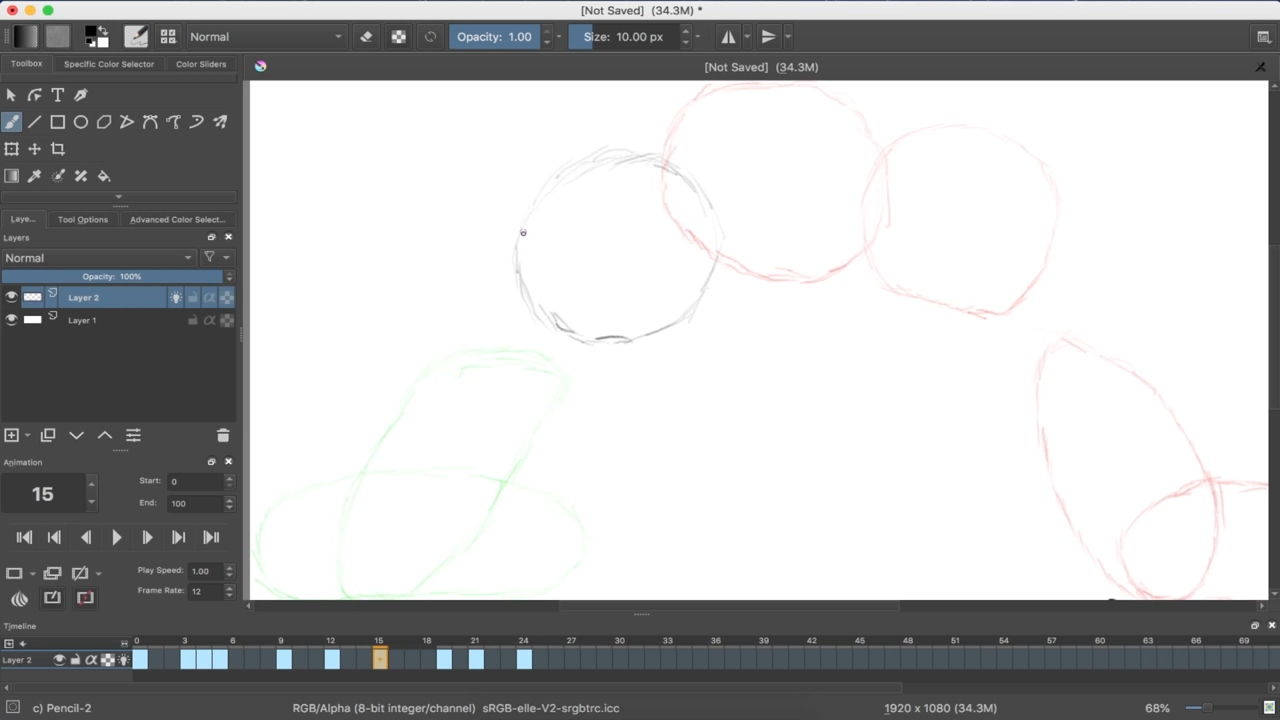 [Not Saved] (34.3M) *
Normal
Opacity: 1.00
Size: 10.00 px
Toolbox
Specific Color Selector
Color Sliders
[Not Saved] (34.3M)
T
Laye...
Tool Options
Advanced Color Select...
Layers
Normal
Opacity: 100%
Layer 2
Layer 1
Animation
15
Start: 0
End: 100
Play Speed: 1.00
Frame Rate: 12
Timeline
0 3 6 9 12 15 18 21 24 27 30 33 36 39 42 45 48 51 54 57 60 63 66 69
Layer 2
c) Pencil-2
RGB/Alpha (8-bit integer/channel) sRGB-elle-V2-srgbtrc.icc
1920 x 1080 (34.3M)
68%